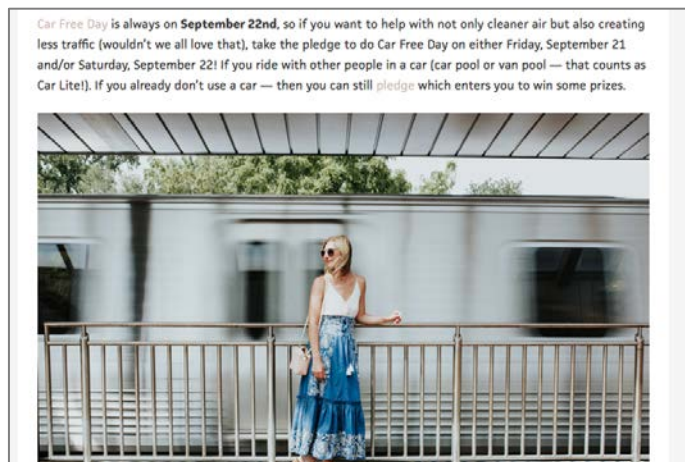 Car Free Day is always on September 22nd, so if you want to help with not only cleaner air but also creating
less traffic (wouldn't we all love that), take the pledge to do Car Free Day on either Friday, September 21
and/or Saturday, September 22! If you ride with other people in a car (car pool or van pool — that counts as
Car Lite!). If you already don't use a car — then you can still pledge which enters you to win some prizes.